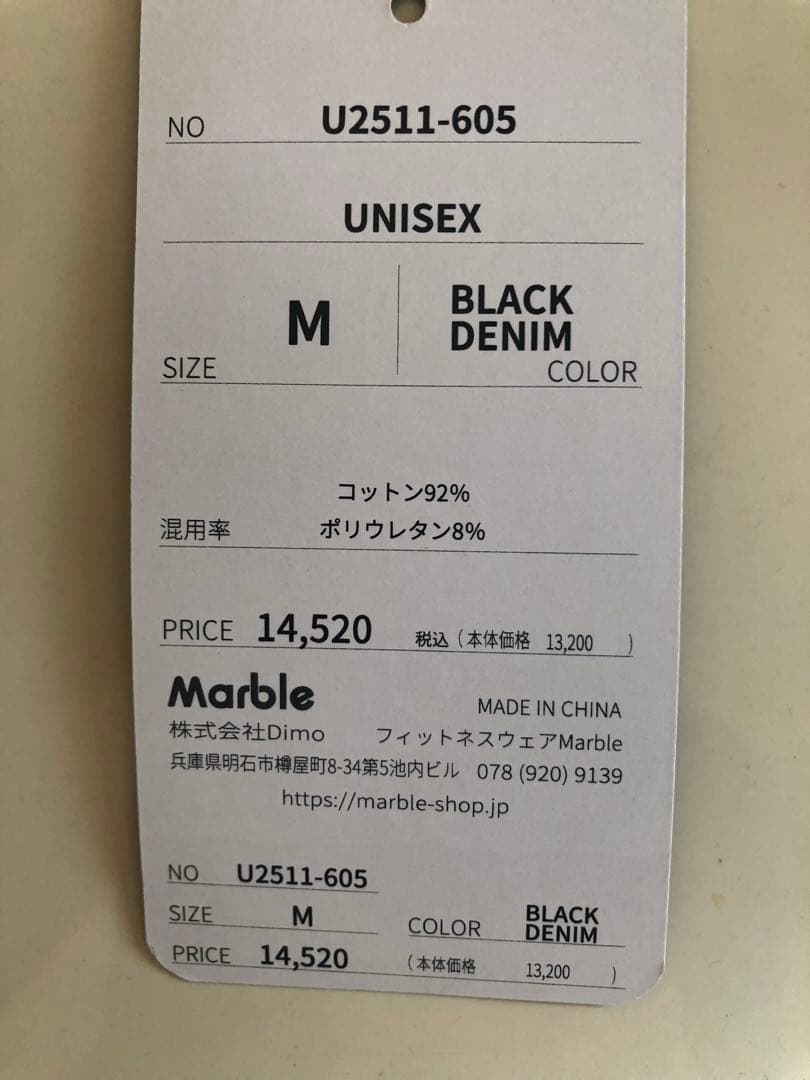 NO U2511-605
UNISEX
SIZE M BLACK DENIM COLOR
コットン92%
混用率 ポリウレタン8%
PRICE 14,520 税込 (本体価格 13,200 )
Marble MADE IN CHINA
株式会社Dimo フィットネスウェアMarble
兵庫県明石市樽屋町8-34第5池内ビル 078 (920) 9139
https://marble-shop.jp
NO U2511-605
SIZE M COLOR BLACK DENIM
PRICE 14,520 (本体価格 13,200 )